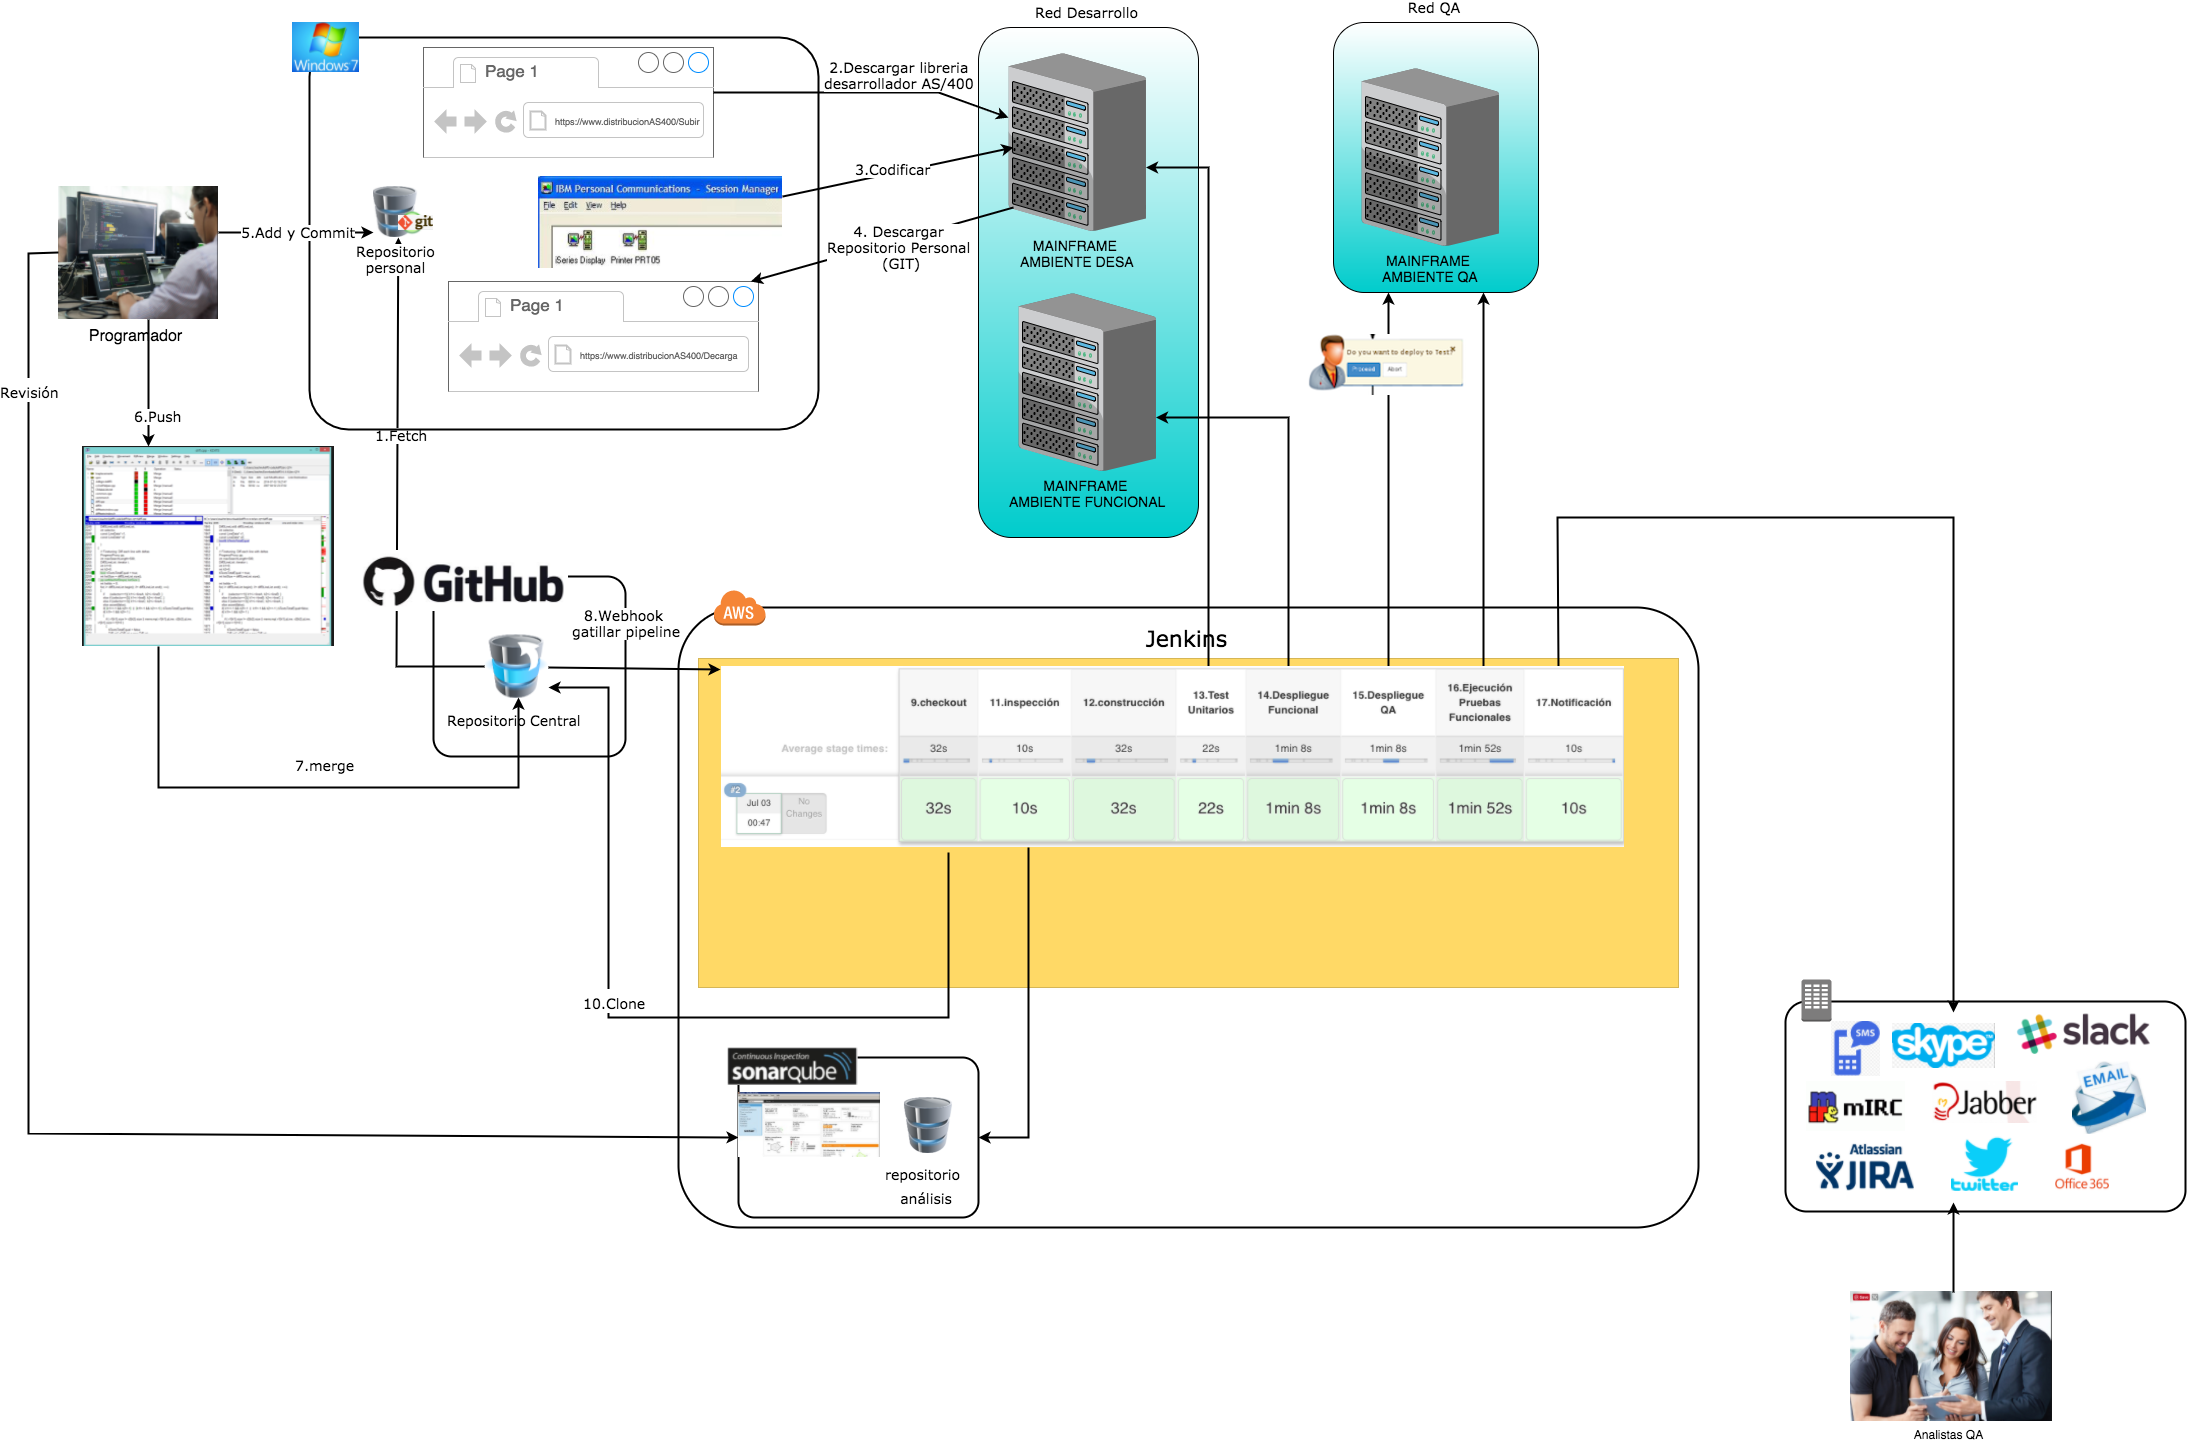 Red Desarrollo
Red QA
Windows 7
Page 1
https://www.distribucionAS400/Subir
2.Descargar libreria
desarrollador AS/400
IBM Personal Communications - Session Manager
File Edit View Help
iSeries Display Printer PRT05
3.Codificar
4. Descargar
Repositorio Personal
(GIT)
5.Add y Commit
git
Repositorio
personal
Page 1
https://www.distribucionAS400/Decarga
Programador
MAINFRAME
AMBIENTE DESA
MAINFRAME
AMBIENTE QA
Do you want to deploy to Test?
Proceed Abort
Revisión
6.Push
1.Fetch
MAINFRAME
AMBIENTE FUNCIONAL
GitHub
8.Webhook
gatillar pipeline
AWS
Jenkins
Repositorio Central
7.merge
9.checkout
11.inspección
12.construcción
13.Test
Unitarios
14.Despliegue
Funcional
15.Despliegue
QA
16.Ejecución
Pruebas
Funcionales
17.Notificación
Average stage times:
32s 10s 32s 22s 1min 8s 1min 8s 1min 52s 10s
#2
Jul 03
00:47
No
Changes
32s 10s 32s 22s 1min 8s 1min 8s 1min 52s 10s
10.Clone
Continuous Inspection
sonarqube
repositorio
análisis
SMS
skype
slack
mIRC
Jabber
EMAIL
Atlassian
JIRA
twitter
Office 365
Analistas QA